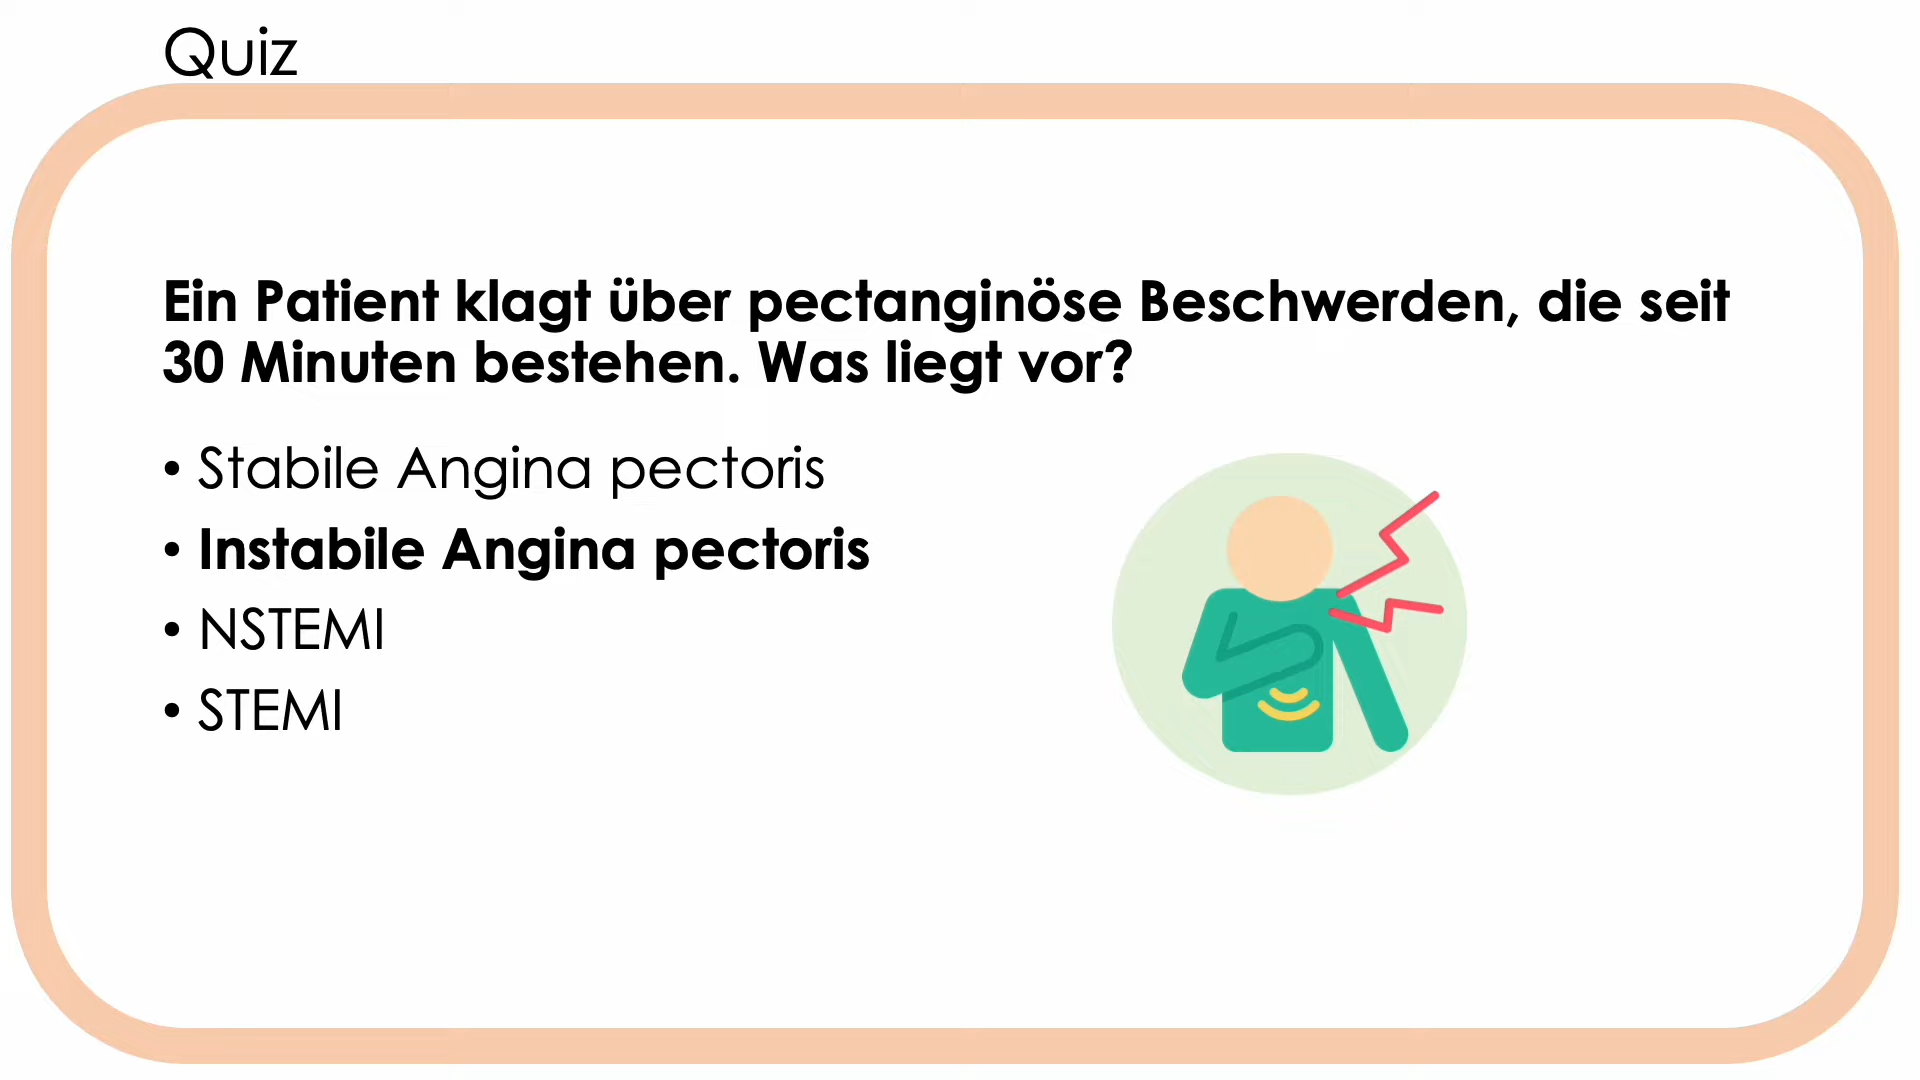 Quiz
Ein Patient klagt über pectanginöse Beschwerden, die seit
30 Minuten bestehen. Was liegt vor?
• Stabile Angina pectoris
• Instabile Angina pectoris
• NSTEMI
• STEMI